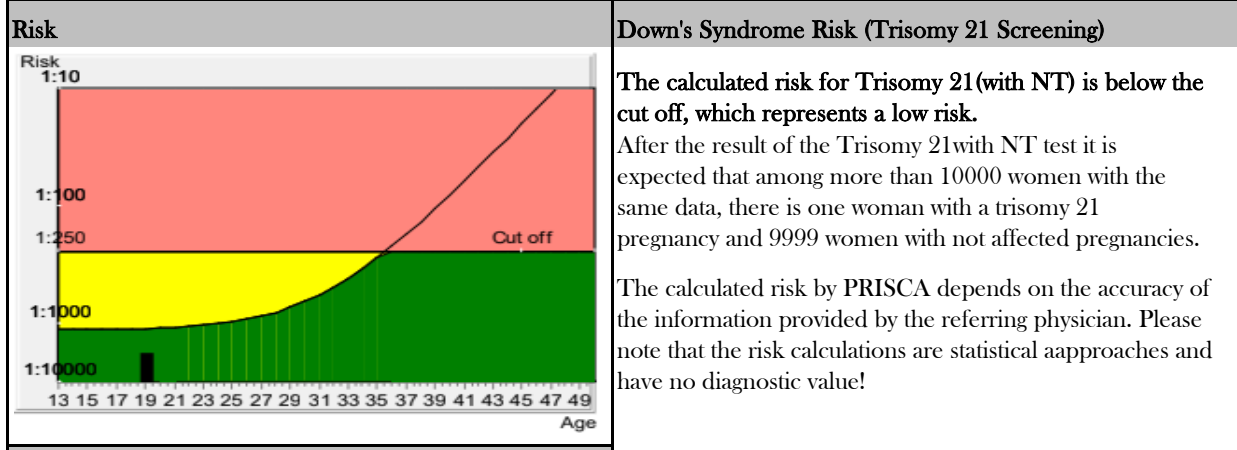 Risk
Risk
1:10
1:100
1:250
Cut off
1:1000
1:10000
13 15 17 19 21 23 25 27 29 31 33 35 37 39 41 43 45 47 49
Age
Down's Syndrome Risk (Trisomy 21 Screening)
The calculated risk for Trisomy 21(with NT) is below the
cut off, which represents a low risk.
After the result of the Trisomy 21with NT test it is
expected that among more than 10000 women with the
same data, there is one woman with a trisomy 21
pregnancy and 9999 women with not affected pregnancies.
The calculated risk by PRISCA depends on the accuracy of
the information provided by the referring physician. Please
note that the risk calculations are statistical aapproaches and
have no diagnostic value!